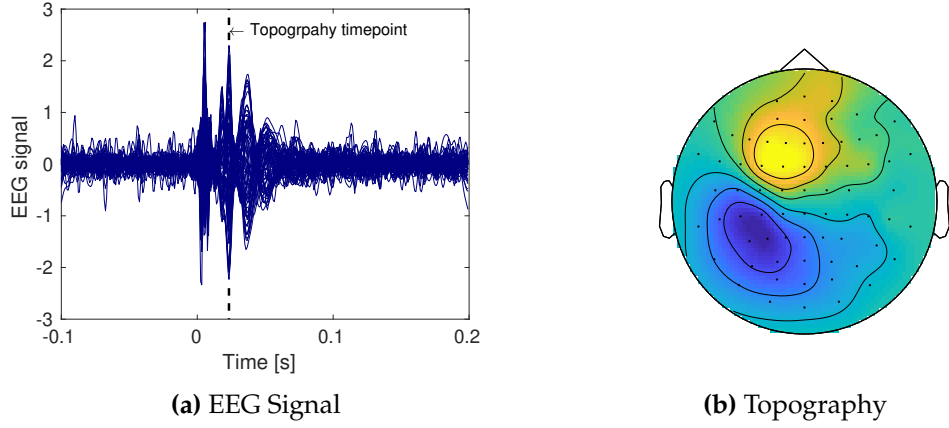 3
2
1
0
-1
-2
-3
EEG signal
← Topogrpahy timepoint
-0.1
0
0.1
0.2
Time [s]
(a) EEG Signal
(b) Topography